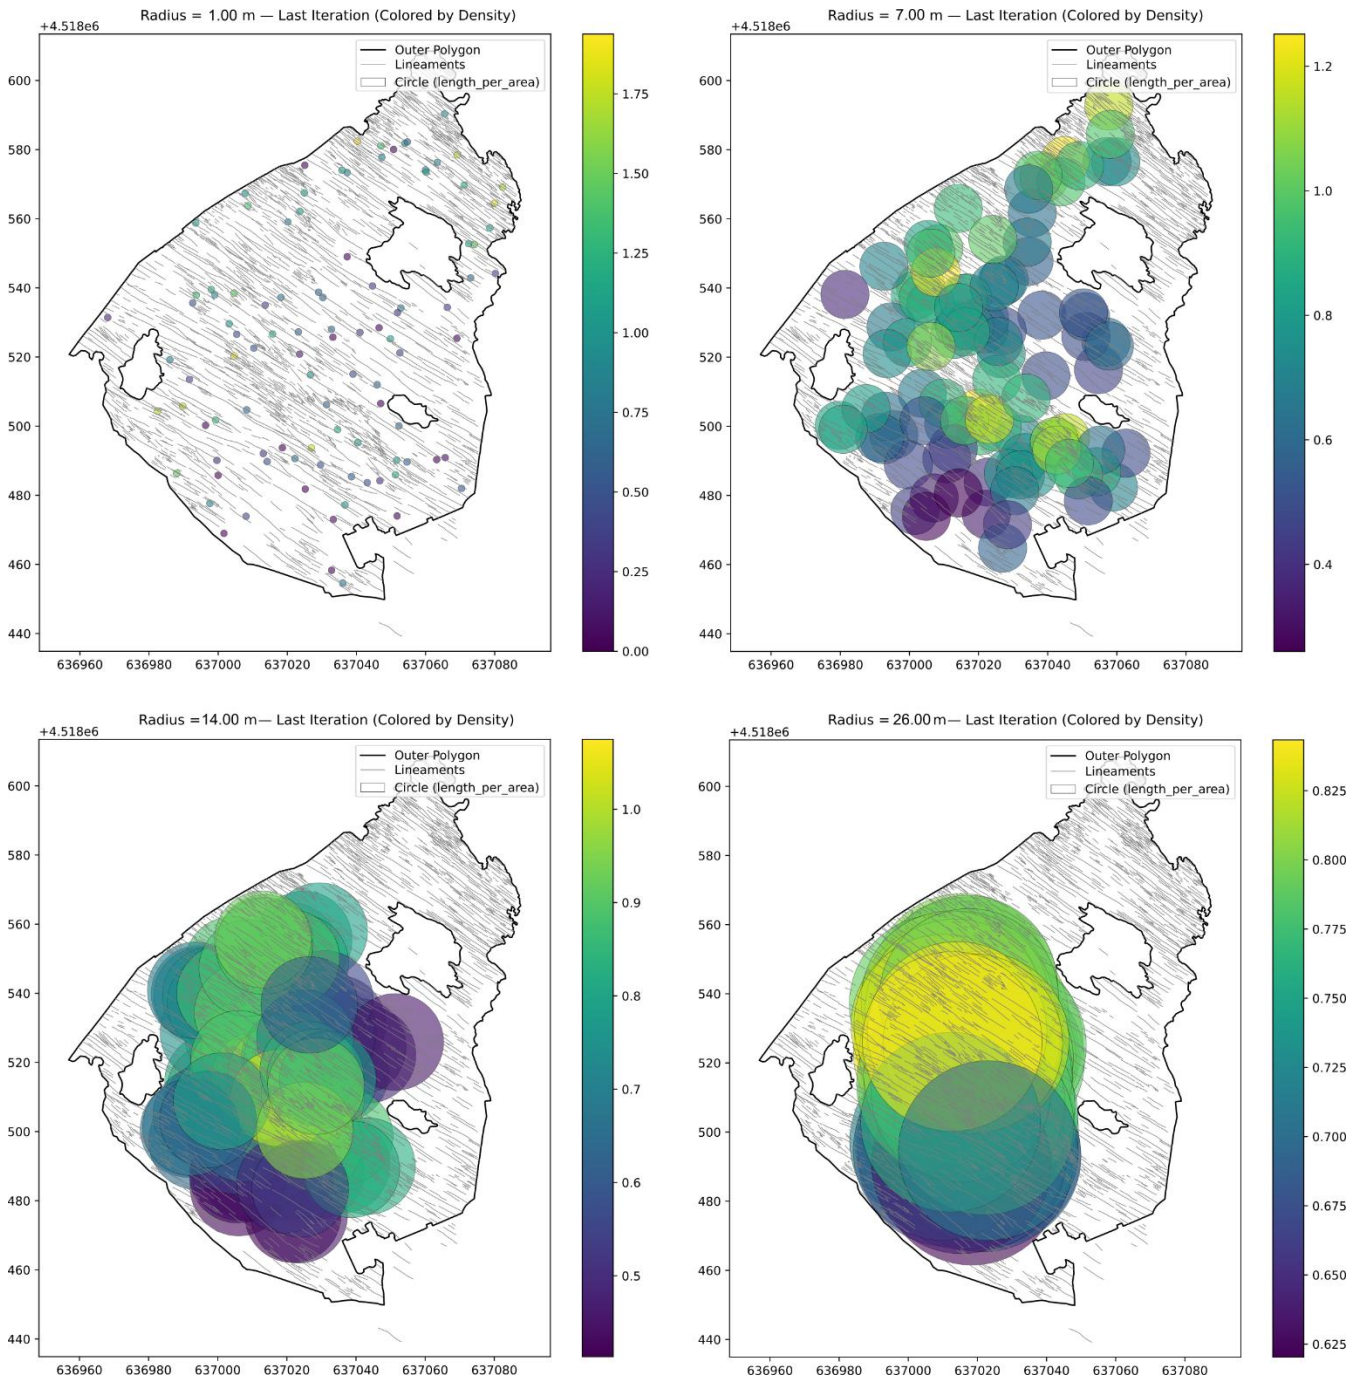 Radius = 1.00 m — Last Iteration (Colored by Density)
+4.518e6
Outer Polygon
Lineaments
Circle (length_per_area)
600
580
560
540
520
500
480
460
440
636960 636980 637000 637020 637040 637060 637080
1.75
1.50
1.25
1.00
0.75
0.50
0.25
0.00
Radius = 7.00 m — Last Iteration (Colored by Density)
+4.518e6
Outer Polygon
Lineaments
Circle (length_per_area)
600
580
560
540
520
500
480
460
440
636960 636980 637000 637020 637040 637060 637080
1.2
1.0
0.8
0.6
0.4
Radius = 14.00 m— Last Iteration (Colored by Density)
+4.518e6
Outer Polygon
Lineaments
Circle (length_per_area)
600
580
560
540
520
500
480
460
440
636960 636980 637000 637020 637040 637060 637080
1.0
0.9
0.8
0.7
0.6
0.5
Radius = 26.00 m— Last Iteration (Colored by Density)
+4.518e6
Outer Polygon
Lineaments
Circle (length_per_area)
600
580
560
540
520
500
480
460
440
636960 636980 637000 637020 637040 637060 637080
0.825
0.800
0.775
0.750
0.725
0.700
0.675
0.650
0.625